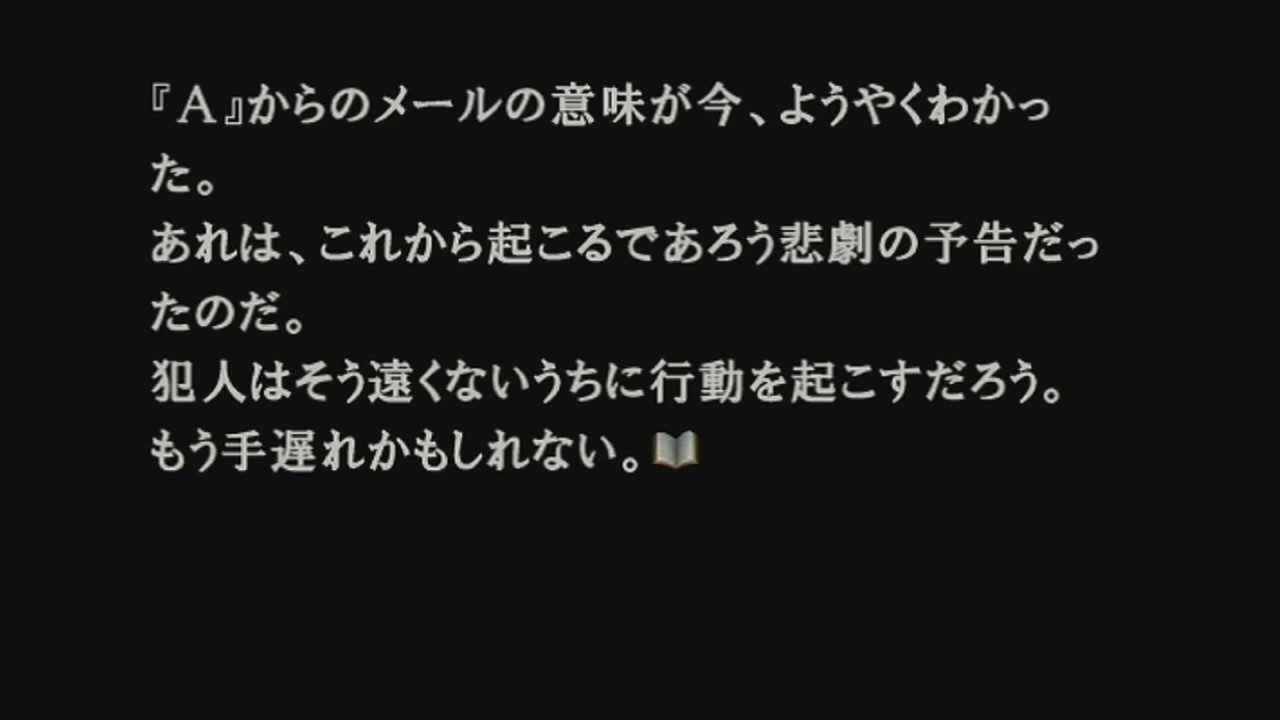 『Ａ』からのメールの意味が今、ようやくわかっ
た。
あれは、これから起こるであろう悲劇の予告だっ
たのだ。
犯人はそう遠くないうちに行動を起こすだろう。
もう手遅れかもしれない。